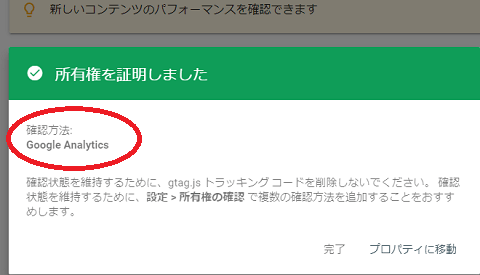 新しいコンテンツのパフォーマンスを確認できます
所有権を証明しました
確認方法:
Google Analytics
確認状態を維持するために、gtag.js トラッキング コードを削除しないでください。 確認
状態を維持するために、設定 > 所有権の確認 で複数の確認方法を追加することをおすす
めします。
完了 プロパティに移動